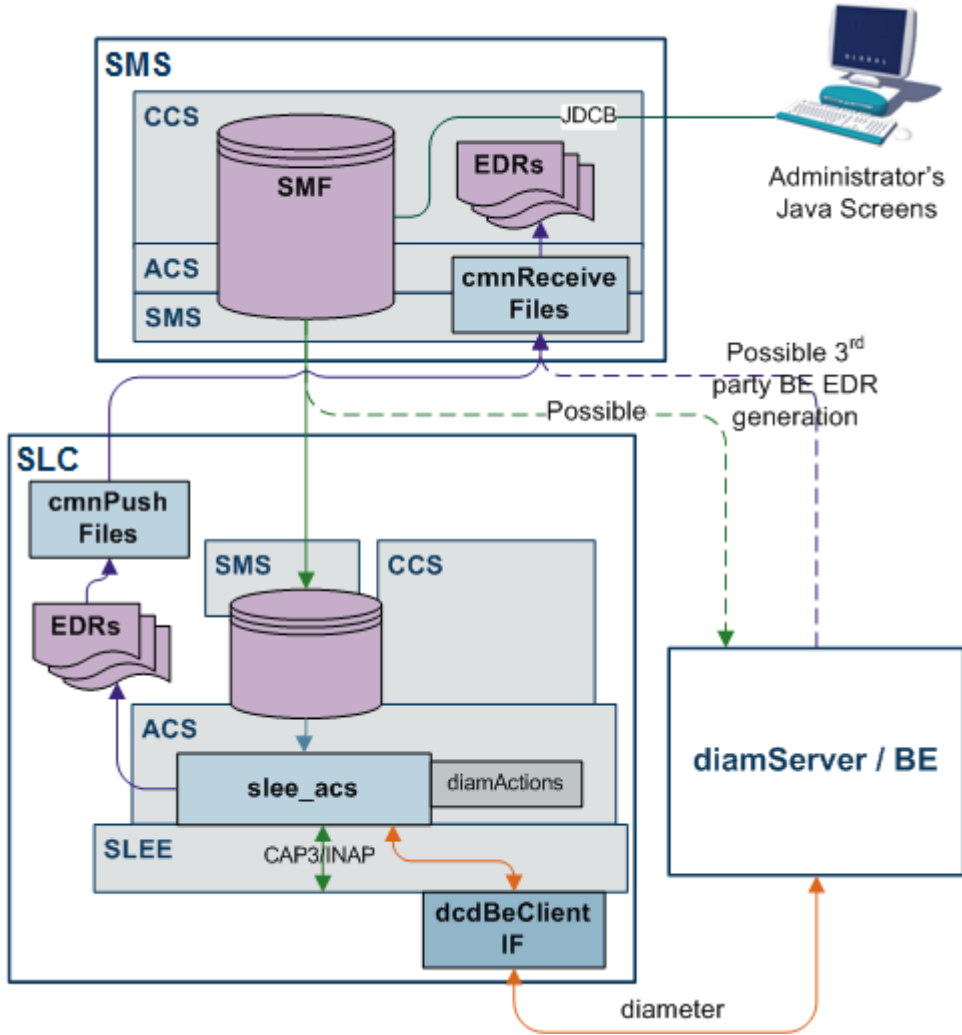 SMS
CCS
SMF
JDCB
EDRs
GLOBAL
Administrator's
Java Screens
ACS
cmnReceive
Files
SMS
Possible 3rd
party BE EDR
generation
Possible
SLC
cmnPush
Files
SMS
CCS
EDRs
ACS
slee_acs
diamActions
diamServer / BE
SLEE
CAP3/INAP
dcdBeClient
IF
diameter